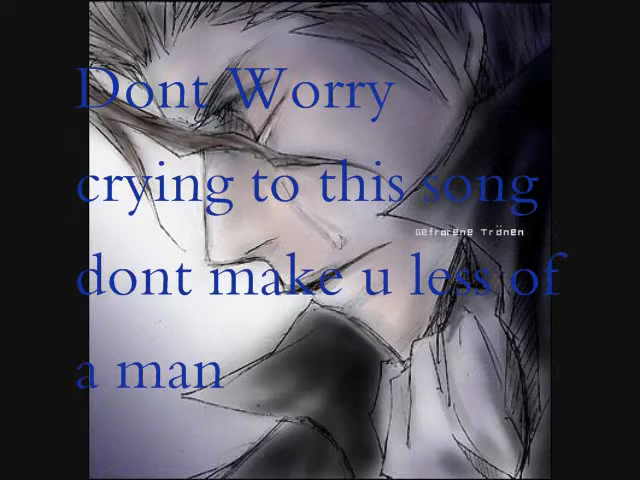 Dont Worry
crying to this song
Gefrorene Tränen
dont make u less of
a man